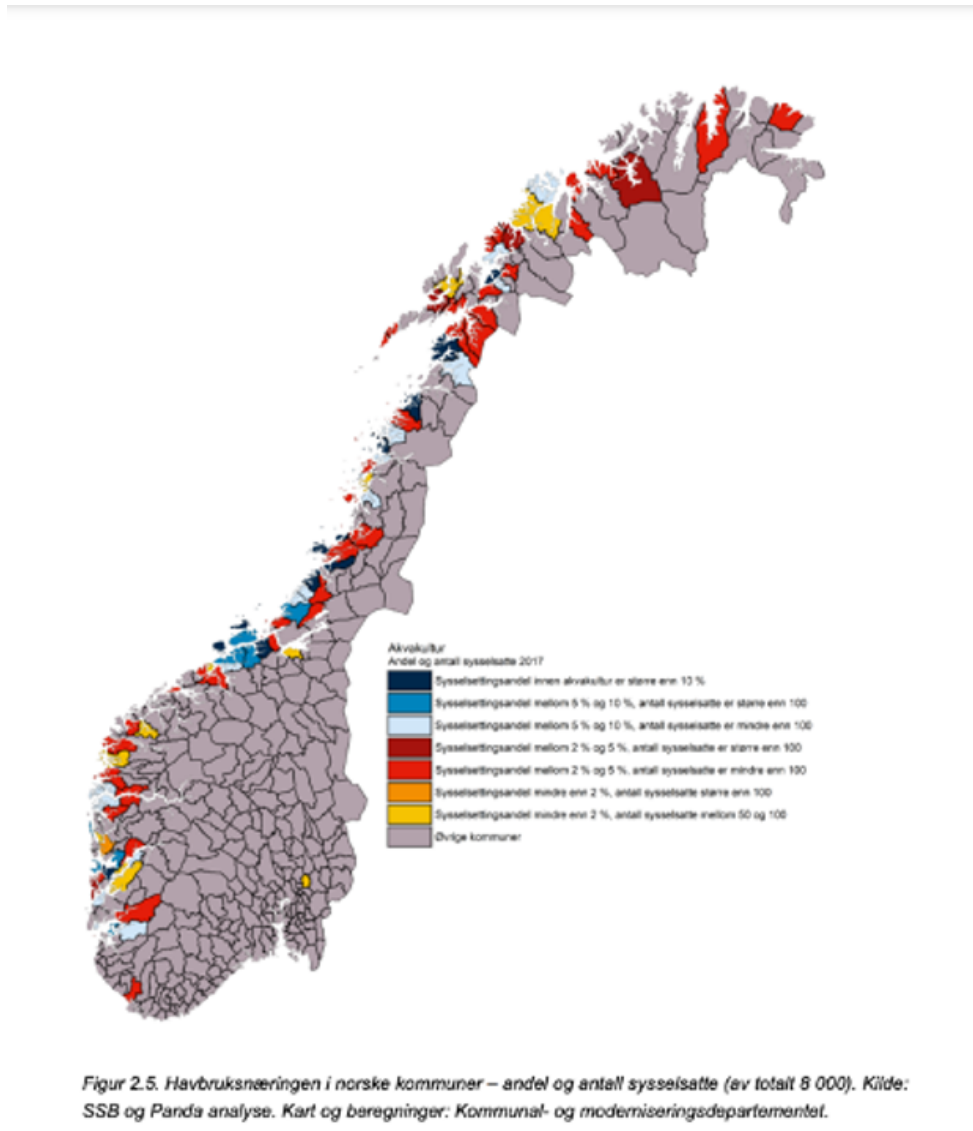 Akvakultur
Andel og antall sysselsatte 2017
Sysselsettingsandel innen akvakultur er større enn 10 %
Sysselsettingsandel mellom 5 % og 10 %, antall sysselsatte er større enn 100
Sysselsettingsandel mellom 5 % og 10 %, antall sysselsatte er mindre enn 100
Sysselsettingsandel mellom 2 % og 5 %, antall sysselsatte er større enn 100
Sysselsettingsandel mellom 2 % og 5 %, antall sysselsatte er mindre enn 100
Sysselsettingsandel mindre enn 2 %, antall sysselsatte større enn 100
Sysselsettingsandel mindre enn 2 %, antall sysselsatte mellom 50 og 100
Øvrige kommuner
Figur 2.5. Havbruksnæringen i norske kommuner – andel og antall sysselsatte (av totalt 8 000). Kilde:
SSB og Panda analyse. Kart og beregninger: Kommunal- og moderniseringsdepartementet.